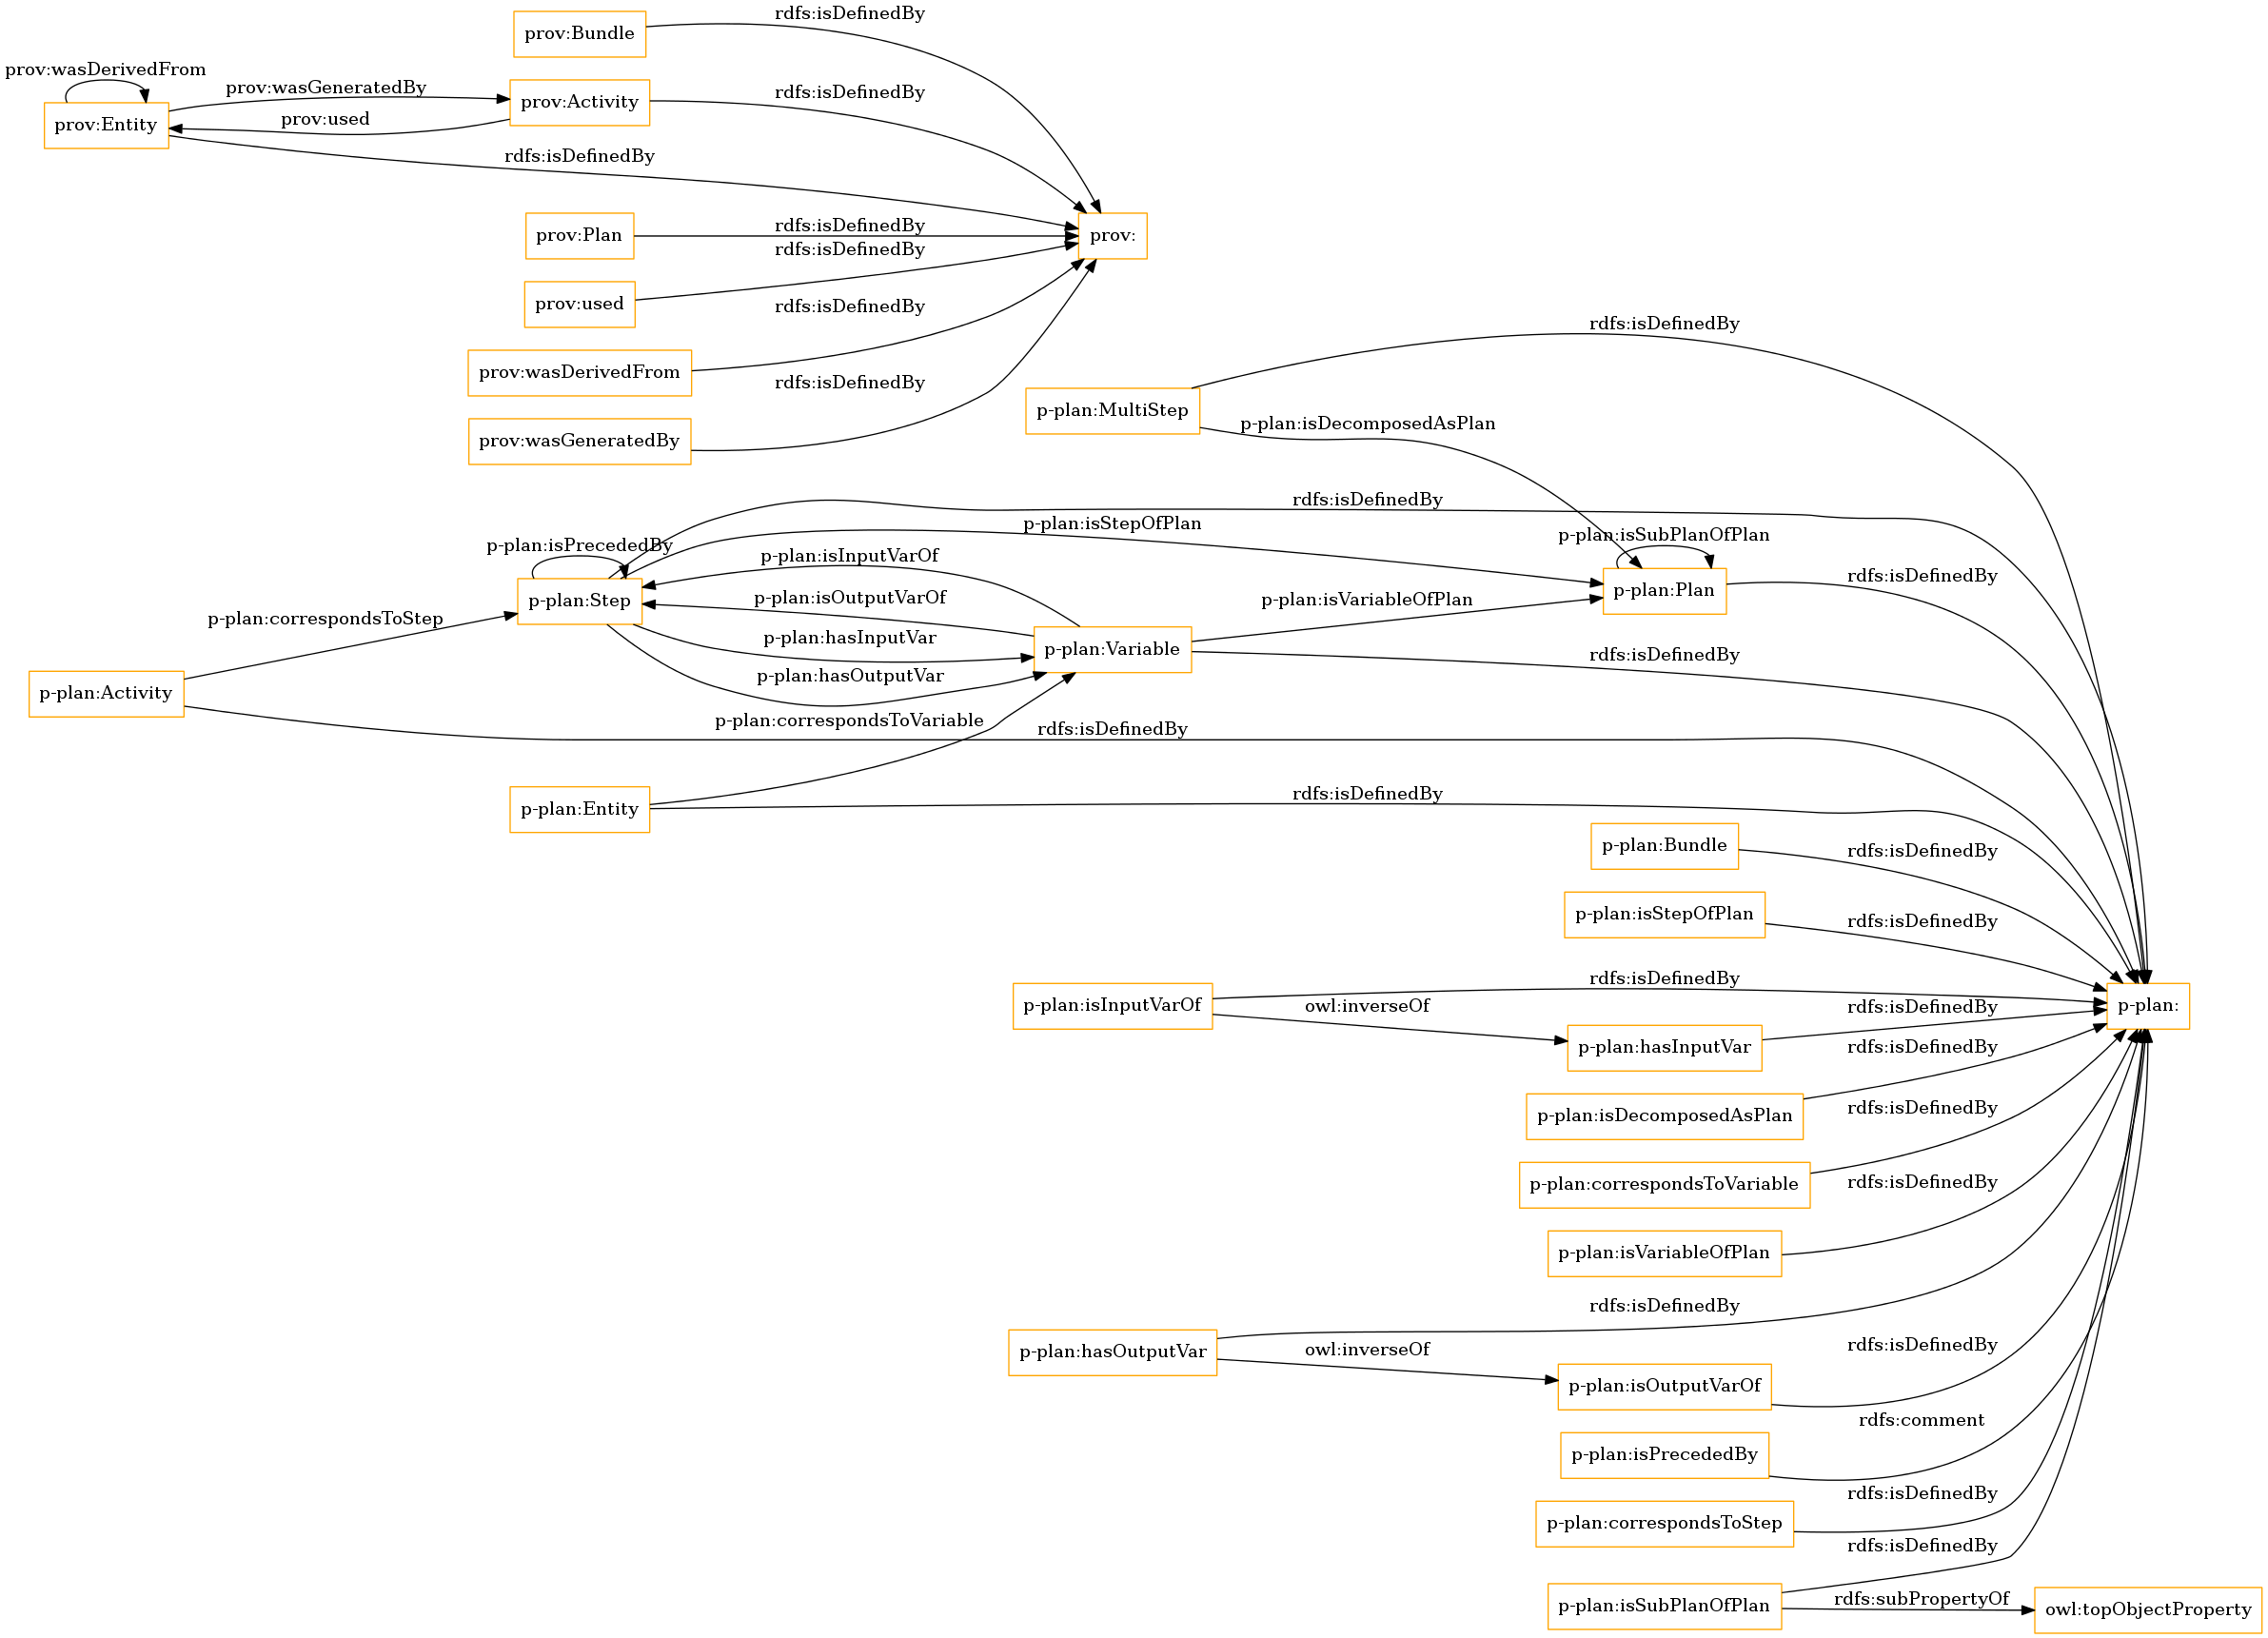 rdfs:isDefinedBy
prov:Bundle
prov:wasDerivedFrom
prov:wasGeneratedBy
prov:Activity
rdfs:isDefinedBy
prov:Entity
prov:used
rdfs:isDefinedBy
prov:Plan
rdfs:isDefinedBy
prov:
rdfs:isDefinedBy
prov:used
rdfs:isDefinedBy
prov:wasDerivedFrom
rdfs:isDefinedBy
prov:wasGeneratedBy
rdfs:isDefinedBy
p-plan:MultiStep
p-plan:isDecomposedAsPlan
rdfs:isDefinedBy
p-plan:isStepOfPlan
p-plan:isPrecededBy
p-plan:isInputVarOf
p-plan:isSubPlanOfPlan
rdfs:isDefinedBy
p-plan:Step
p-plan:isOutputVarOf
p-plan:isVariableOfPlan
p-plan:Plan
p-plan:correspondsToStep
p-plan:hasInputVar
p-plan:Variable
rdfs:isDefinedBy
p-plan:hasOutputVar
p-plan:Activity
p-plan:correspondsToVariable
rdfs:isDefinedBy
p-plan:Entity
rdfs:isDefinedBy
p-plan:Bundle
rdfs:isDefinedBy
p-plan:isStepOfPlan
rdfs:isDefinedBy
p-plan:isInputVarOf
rdfs:isDefinedBy
owl:inverseOf
rdfs:isDefinedBy
p-plan:
p-plan:hasInputVar
rdfs:isDefinedBy
p-plan:isDecomposedAsPlan
rdfs:isDefinedBy
p-plan:correspondsToVariable
rdfs:isDefinedBy
p-plan:isVariableOfPlan
rdfs:isDefinedBy
p-plan:hasOutputVar
owl:inverseOf
rdfs:isDefinedBy
p-plan:isOutputVarOf
rdfs:comment
p-plan:isPrecededBy
rdfs:isDefinedBy
p-plan:correspondsToStep
rdfs:isDefinedBy
p-plan:isSubPlanOfPlan
rdfs:subPropertyOf
owl:topObjectProperty